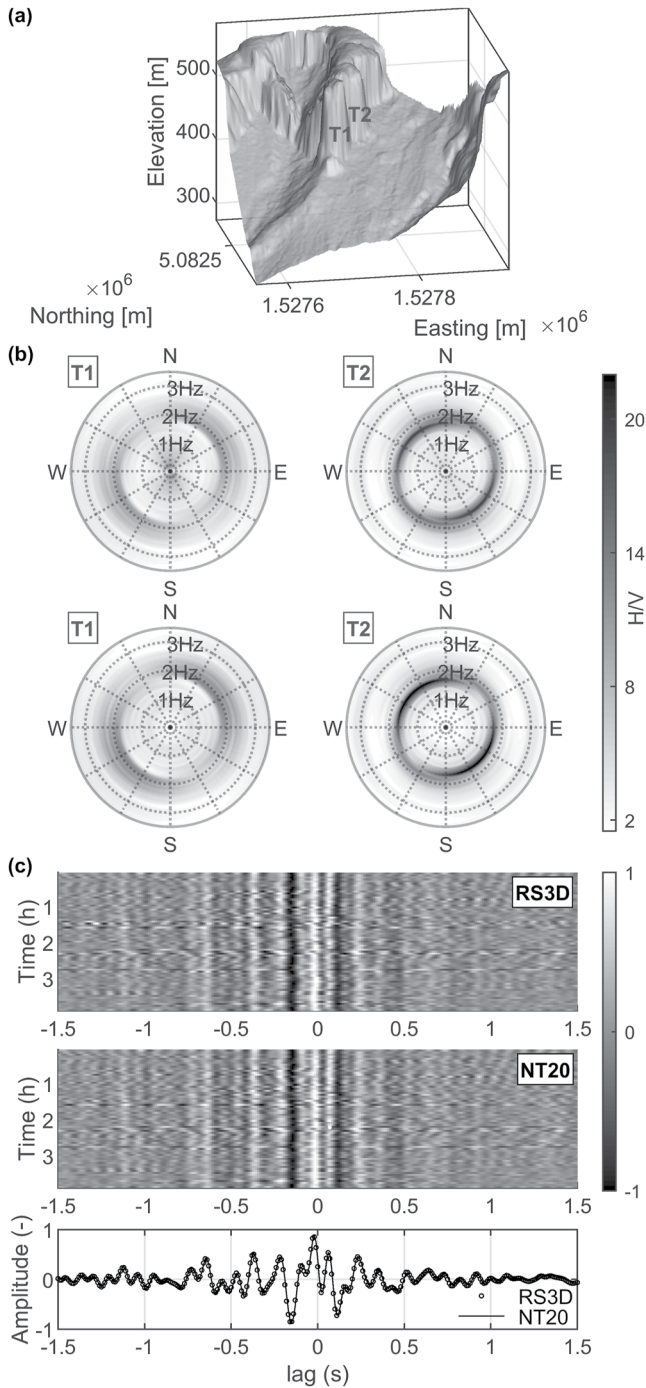 (a)
Elevation [m]
500
400
300
T2
T1
5.0825
×10⁶
Northing [m]
1.5276
1.5278
Easting [m] ×10⁶
(b)
T1
N
3Hz
2Hz
1Hz
W
E
S
T2
N
3Hz
2Hz
1Hz
W
E
S
T1
N
3Hz
2Hz
1Hz
W
E
S
T2
N
3Hz
2Hz
1Hz
W
E
S
20
14
8
2
H/V
(c)
RS3D
Time (h)
1
2
3
-1.5 -1 -0.5 0 0.5 1 1.5
NT20
Time (h)
1
2
3
-1.5 -1 -0.5 0 0.5 1 1.5
1
0
-1
Amplitude (-)
1
0
-1
RS3D
NT20
-1.5 -1 -0.5 0 0.5 1 1.5
lag (s)